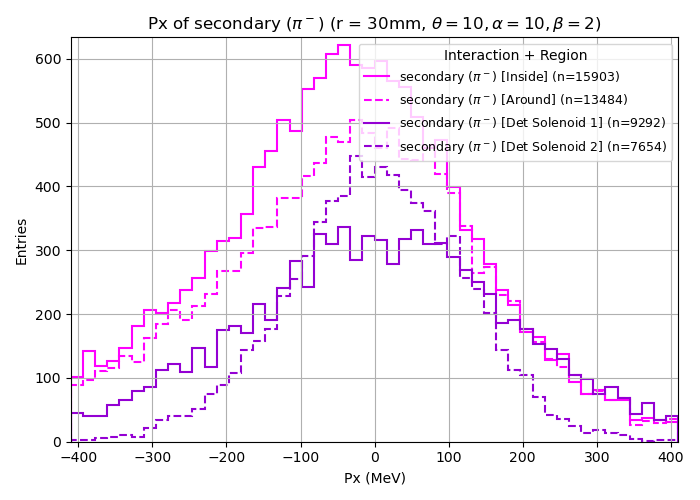 Px of secondary (π⁻) (r = 30mm, θ = 10, α = 10, β = 2)
Interaction + Region
secondary (π⁻) [Inside] (n=15903)
secondary (π⁻) [Around] (n=13484)
secondary (π⁻) [Det Solenoid 1] (n=9292)
secondary (π⁻) [Det Solenoid 2] (n=7654)
Entries
600
500
400
300
200
100
0
−400 −300 −200 −100 0 100 200 300 400
Px (MeV)